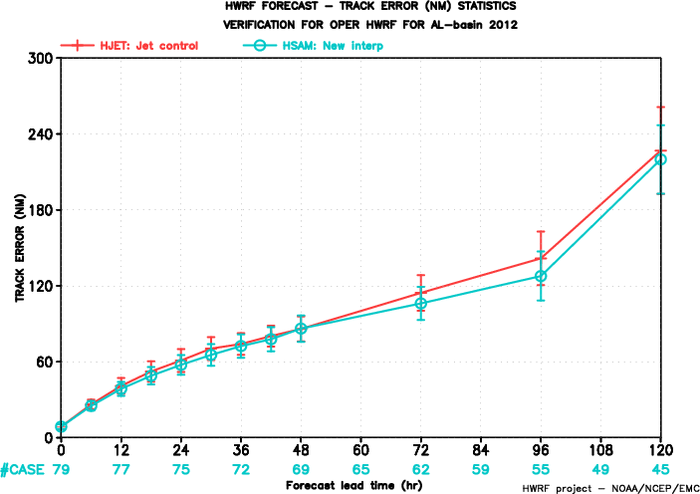 HWRF FORECAST – TRACK ERROR (NM) STATISTICS
VERIFICATION FOR OPER HWRF FOR AL-basin 2012
HJET: Jet control HSAM: New interp
300
240
180
120
60
0
TRACK ERROR (NM)
0 12 24 36 48 60 72 84 96 108 120
#CASE 79 77 75 72 69 65 62 59 55 49 45
Forecast lead time (hr)
HWRF project – NOAA/NCEP/EMC